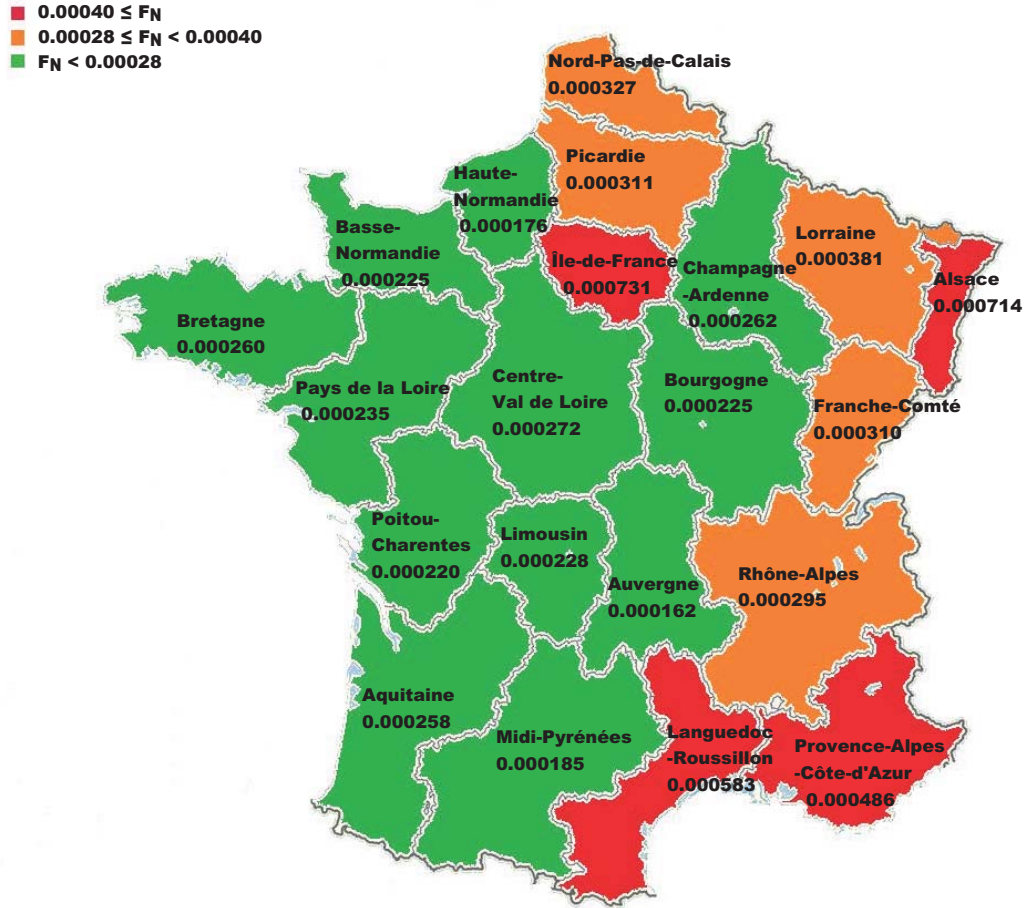 0.00040 ≤ FN
0.00028 ≤ FN < 0.00040
FN < 0.00028
Nord-Pas-de-Calais
0.000327
Picardie
0.000311
Haute-
Normandie
0.000176
Basse-
Normandie
0.000225
Île-de-France
0.000731
Champagne
-Ardenne
0.000262
Lorraine
0.000381
Alsace
0.000714
Bretagne
0.000260
Pays de la Loire
0.000235
Centre-
Val de Loire
0.000272
Bourgogne
0.000225
Franche-Comté
0.000310
Poitou-
Charentes
0.000220
Limousin
0.000228
Auvergne
0.000162
Rhône-Alpes
0.000295
Aquitaine
0.000258
Midi-Pyrénées
0.000185
Languedoc
-Roussillon
0.000583
Provence-Alpes
-Côte-d'Azur
0.000486